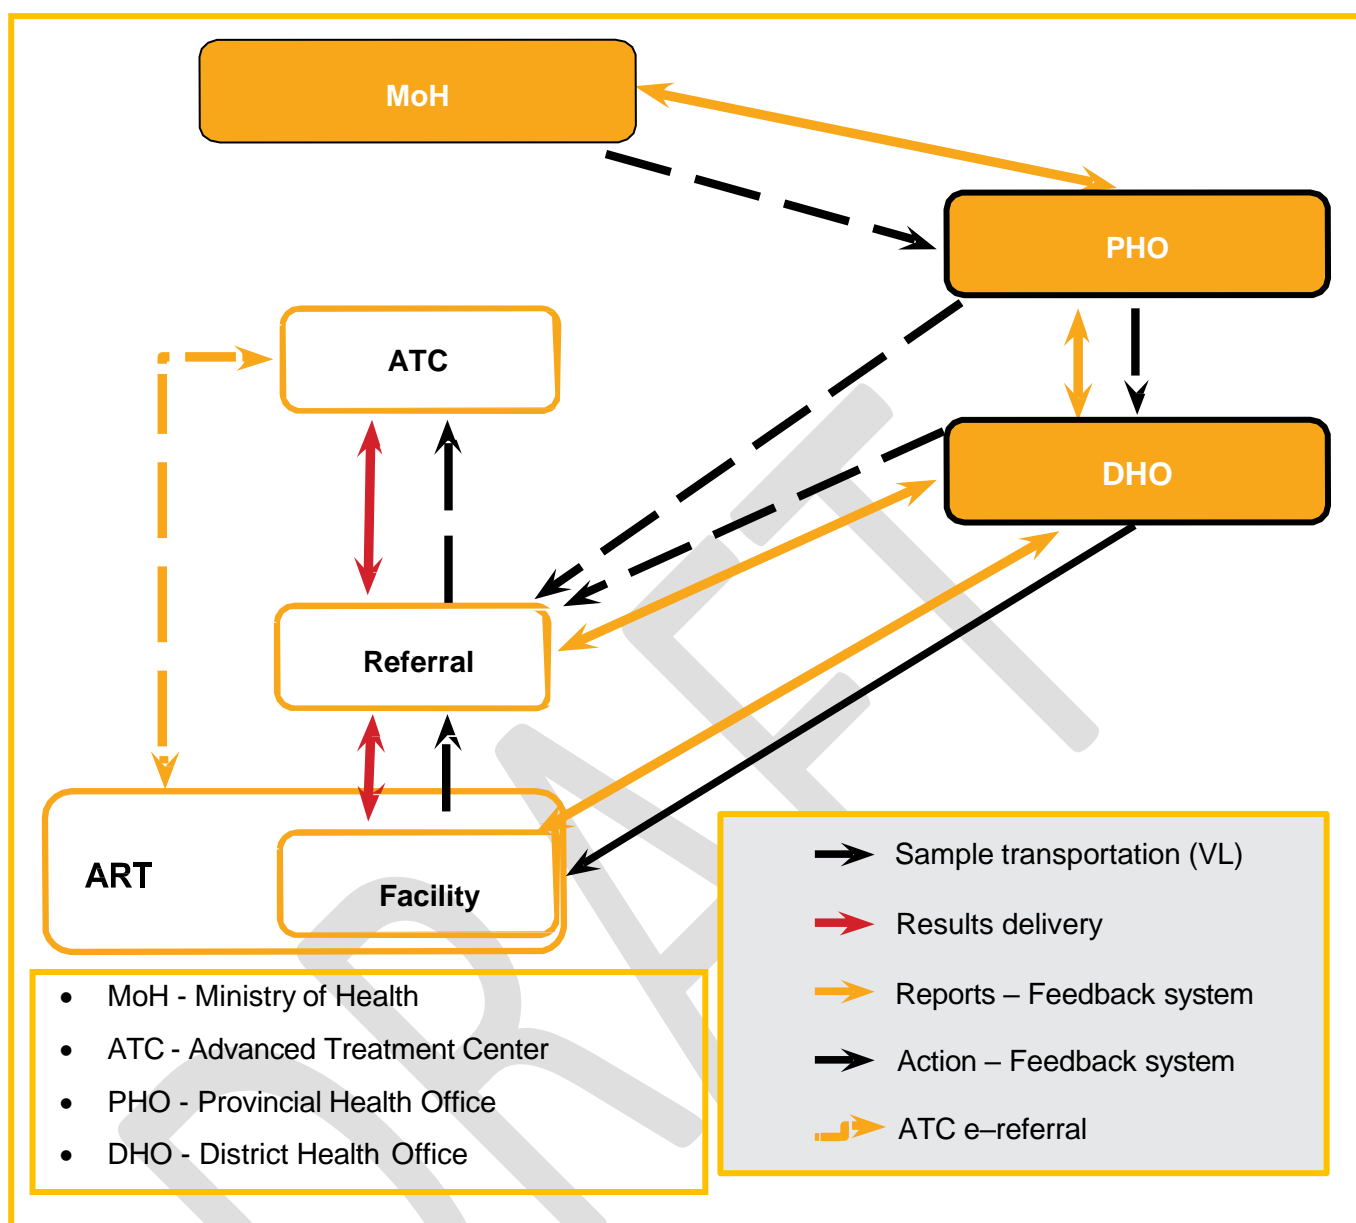 MoH
PHO
ATC
DHO
Referral
ART
Facility
Sample transportation (VL)
Results delivery
Reports – Feedback system
Action – Feedback system
ATC e–referral
• MoH - Ministry of Health
• ATC - Advanced Treatment Center
• PHO - Provincial Health Office
• DHO - District Health Office
DRAFT